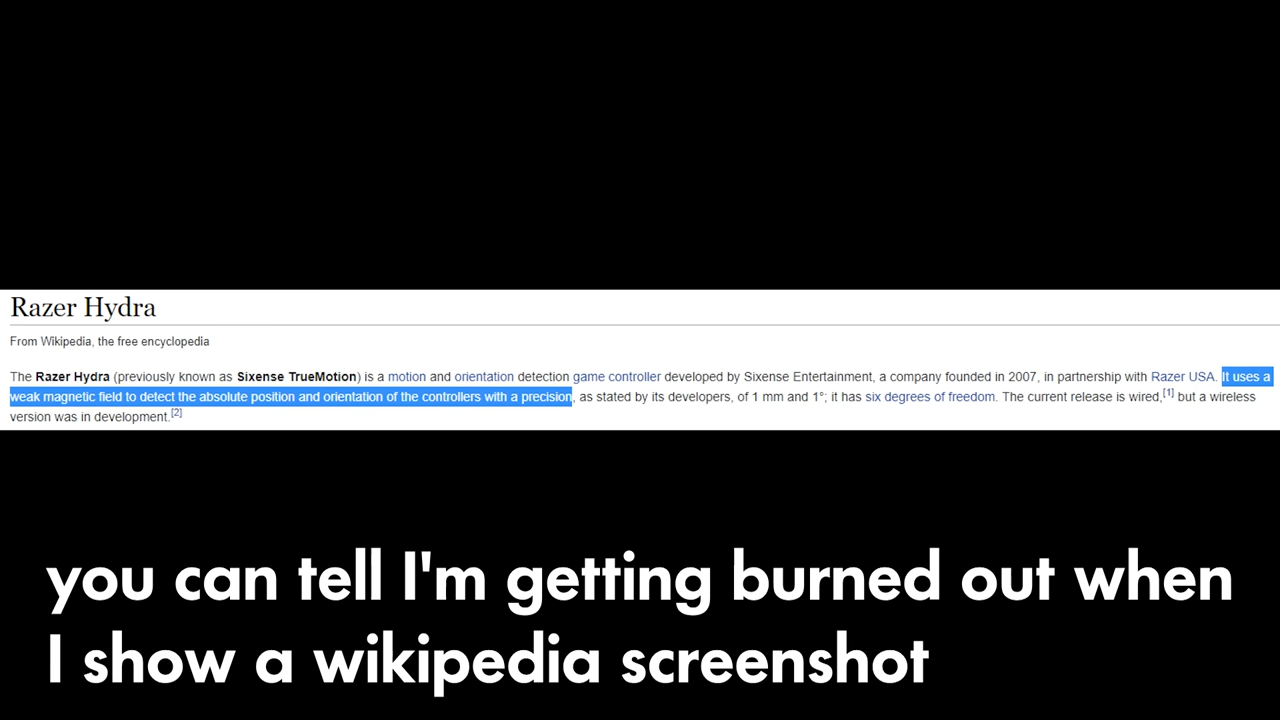 Razer Hydra
From Wikipedia, the free encyclopedia
The Razer Hydra (previously known as Sixense TrueMotion) is a motion and orientation detection game controller developed by Sixense Entertainment, a company founded in 2007, in partnership with Razer USA. It uses a
weak magnetic field to detect the absolute position and orientation of the controllers with a precision, as stated by its developers, of 1 mm and 1°; it has six degrees of freedom. The current release is wired,[1] but a wireless
version was in development.[2]
you can tell I'm getting burned out when
I show a wikipedia screenshot